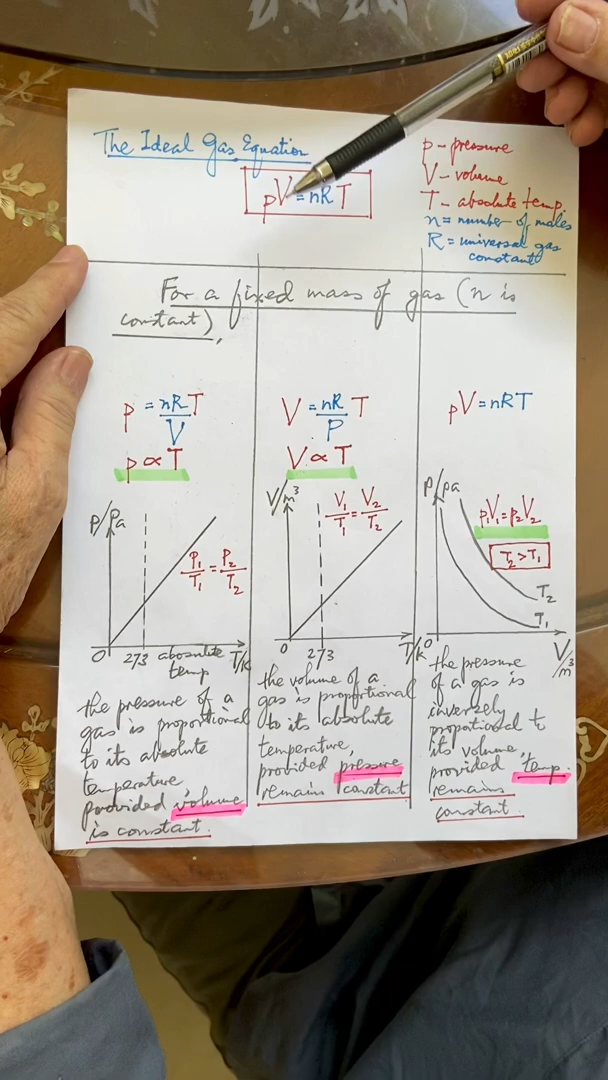 The Ideal Gas Equation
pV = nRT
p - pressure
V - volume
T - absolute temp.
n = number of moles
R = universal gas
constant
For a fixed mass of gas (n is
constant),
p = nR/V T
p ∝ T
P/Pa
P₁/T₁ = P₂/T₂
0 273 absolute temp T/K
the pressure of a
gas is proportional
to its absolute
temperature
provided volume
is constant.
V = nR/P T
V ∝ T
V/m³
V₁/T₁ = V₂/T₂
0 273 T/K
the volume of a
gas is proportional
to its absolute
temperature,
provided pressure
remains constant
pV = nRT
P/pa
p₁V₁ = p₂V₂
T₂ > T₁
T₂
T₁
0 V/m³
the pressure
of a gas is
inversely
propotional to
its volume,
provided temp.
remains
constant.